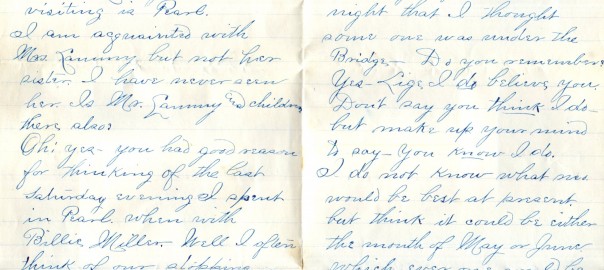 visiting is Pearl.
I am acquainted with
Mrs. Lammy but not her
sister. I have never seen
her. Is Mr. Lammy and children
there also?
Oh! yes - you had good reason
for thinking of the last
Saturday evening I spent
in Pearl when with
Billie Miller. Well I often
think of our stopping
night that I thought
some one was under the
Bridge - Do you remember?
Yes - Lige, I do believe you.
Don't say you think I do -
but make up your mind
to say - you know I do.
I do not know what
would be best at present
but think it could be either
the mouth of May or June
which ever one